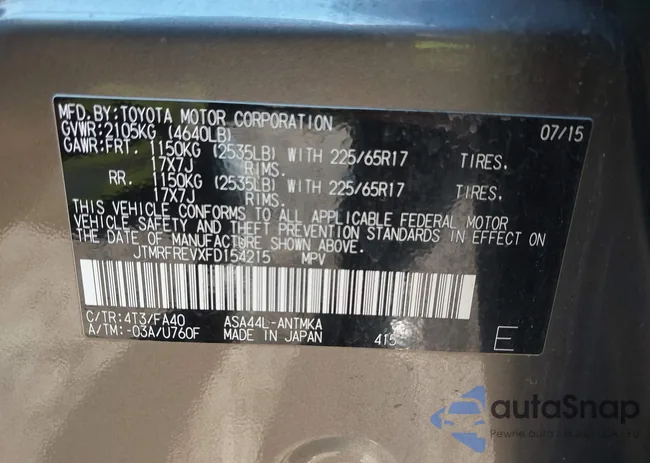 MFD.BY:TOYOTA MOTOR CORPORATION 07/15
GVWR:2105KG (4640LB)
GAWR:FRT. 1150KG (2535LB) WITH 225/65R17 TIRES,
17X7J RIMS.
RR. 1150KG (2535LB) WITH 225/65R17 TIRES,
17X7J RIMS.
THIS VEHICLE CONFORMS TO ALL APPLICABLE FEDERAL MOTOR
VEHICLE SAFETY AND THEFT PREVENTION STANDARDS IN EFFECT ON
THE DATE OF MANUFACTURE SHOWN ABOVE.
JTMRFREVXFD154215 MPV
C/TR:4T3/FA40 ASA44L-ANTMKA
A/TM:-03A/U760F MADE IN JAPAN 415 E
autaSnap
Pewne auto z